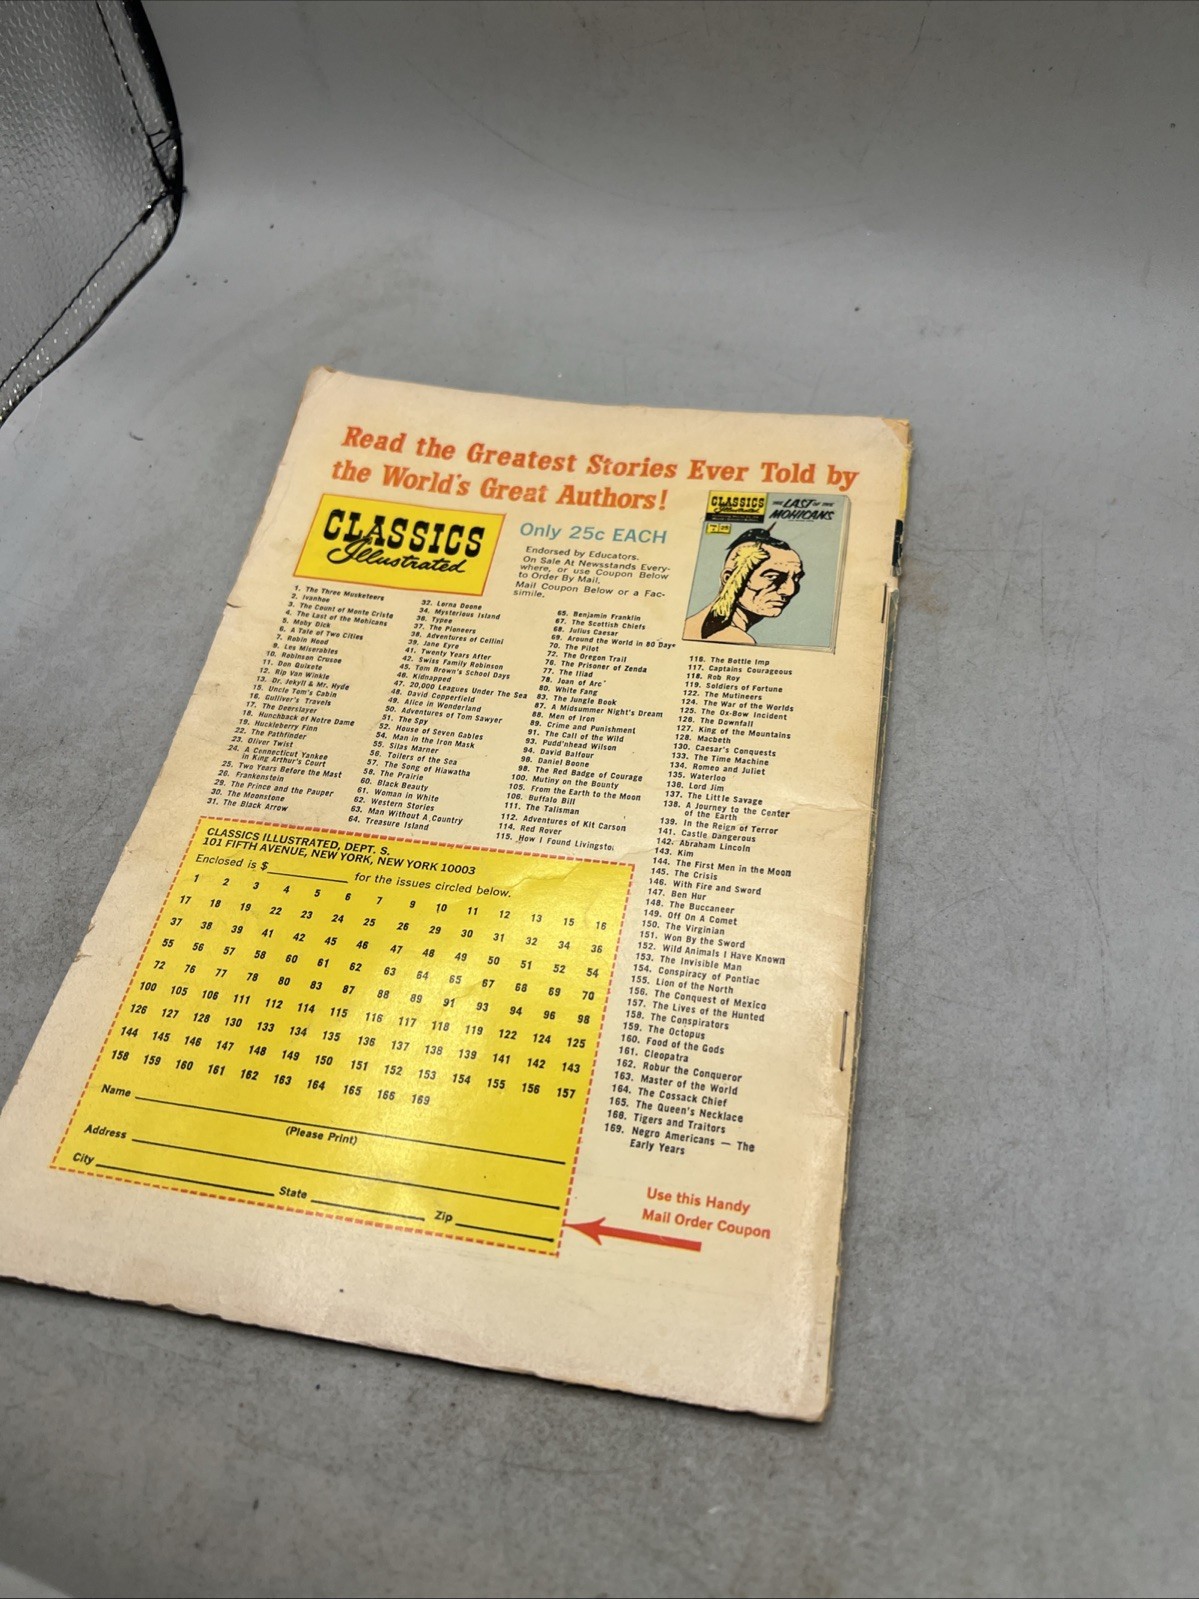 Read the Greatest Stories Ever Told by
the World's Great Authors!
CLASSICS
Illustrated
Only 25c EACH
Endorsed by Educators.
On Sale At Newsstands Every-
where, or use Coupon Below
to Order By Mail.
Mail Coupon Below or a Fac-
simile.
CLASSICS
Illustrated
THE LAST OF THE
MOHICANS
1. The Three Musketeers
2. Ivanhoe
3. The Count of Monte Cristo
4. The Last of the Mohicans
5. Moby Dick
6. A Tale of Two Cities
7. Robin Hood
9. Les Miserables
10. Robinson Crusoe
11. Don Quixote
12. Rip Van Winkle
13. Dr. Jekyll & Mr. Hyde
15. Uncle Tom's Cabin
16. Gulliver's Travels
17. The Deerslayer
18. Hunchback of Notre Dame
19. Huckleberry Finn
22. The Pathfinder
23. Oliver Twist
24. A Connecticut Yankee
in King Arthur's Court
25. Two Years Before the Mast
26. Frankenstein
29. The Prince and the Pauper
30. The Moonstone
31. The Black Arrow
32. Lorna Doone
34. Mysterious Island
36. Typee
37. The Pioneers
38. Adventures of Cellini
39. Jane Eyre
41. Twenty Years After
42. Swiss Family Robinson
45. Tom Brown's School Days
46. Kidnapped
47. 20,000 Leagues Under The Sea
48. David Copperfield
49. Alice in Wonderland
50. Adventures of Tom Sawyer
51. The Spy
52. House of Seven Gables
54. Man in the Iron Mask
55. Silas Marner
56. Toilers of the Sea
57. The Song of Hiawatha
58. The Prairie
60. Black Beauty
61. Woman in White
62. Western Stories
63. Man Without A Country
64. Treasure Island
65. Benjamin Franklin
67. The Scottish Chiefs
68. Julius Caesar
69. Around the World in 80 Days
70. The Pilot
72. The Oregon Trail
76. The Prisoner of Zenda
77. The Iliad
78. Joan of Arc
80. White Fang
83. The Jungle Book
87. A Midsummer Night's Dream
88. Men of Iron
89. Crime and Punishment
91. The Call of the Wild
93. Pudd'nhead Wilson
94. David Balfour
96. Daniel Boone
98. The Red Badge of Courage
100. Mutiny on the Bounty
105. From the Earth to the Moon
106. Buffalo Bill
111. The Talisman
112. Adventures of Kit Carson
114. Red Rover
115. How I Found Livingstone
116. The Bottle Imp
117. Captains Courageous
118. Rob Roy
119. Soldiers of Fortune
122. The Mutineers
124. The War of the Worlds
125. The Ox-Bow Incident
126. The Downfall
127. King of the Mountains
128. Macbeth
130. Caesar's Conquests
133. The Time Machine
134. Romeo and Juliet
135. Waterloo
136. Lord Jim
137. The Little Savage
138. A Journey to the Center
of the Earth
139. In the Reign of Terror
141. Castle Dangerous
142. Abraham Lincoln
143. Kim
144. The First Men in the Moon
145. The Crisis
146. With Fire and Sword
147. Ben Hur
148. The Buccaneer
149. Off On A Comet
150. The Virginian
151. Won By the Sword
152. Wild Animals I Have Known
153. The Invisible Man
154. Conspiracy of Pontiac
155. Lion of the North
156. The Conquest of Mexico
157. The Lives of the Hunted
158. The Conspirators
159. The Octopus
160. Food of the Gods
161. Cleopatra
162. Robur the Conqueror
163. Master of the World
164. The Cossack Chief
165. The Queen's Necklace
166. Tigers and Traitors
169. Negro Americans — The
Early Years
CLASSICS ILLUSTRATED, DEPT. S.
101 FIFTH AVENUE, NEW YORK, NEW YORK 10003
Enclosed is $ for the issues circled below.
1 2 3 4 5 6 7 9 10 11 12 13 15 16
17 18 19 22 23 24 25 26 29 30 31 32 34 36
37 38 39 41 42 45 46 47 48 49 50 51 52 54
55 56 57 58 60 61 62 63 64 65 67 68 69 70
72 76 77 78 80 83 87 88 89 91 93 94 96 98
100 105 106 111 112 114 115 116 117 118 119 122 124 125
126 127 128 130 133 134 135 136 137 138 139 141 142 143
144 145 146 147 148 149 150 151 152 153 154 155 156 157
158 159 160 161 162 163 164 165 166 169
Name
(Please Print)
Address
City State Zip
Use this Handy
Mail Order Coupon